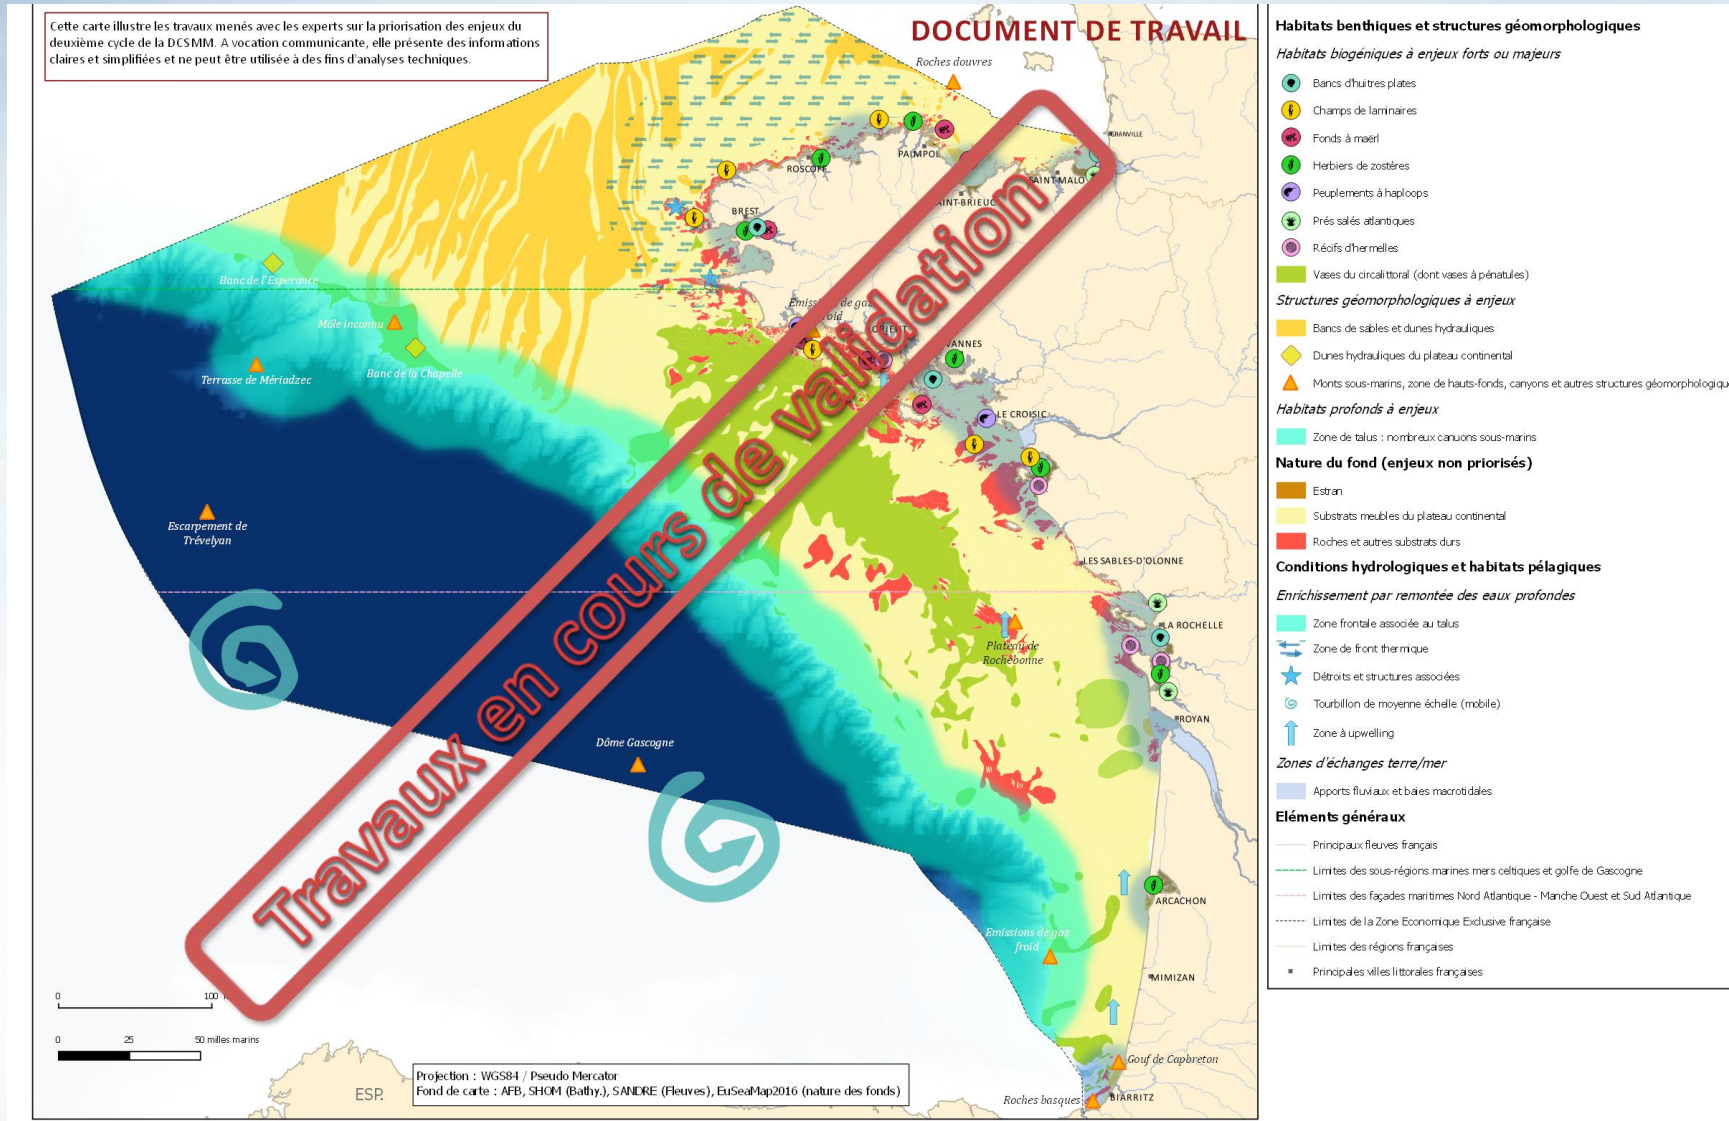 Cette carte illustre les travaux menés avec les experts sur la priorisation des enjeux du
deuxième cycle de la DCSMM. A vocation communicante, elle présente des informations
claires et simplifiées et ne peut être utilisée à des fins d'analyses techniques.
DOCUMENT DE TRAVAIL
Roches douvres
GRANVILLE
PAIMPOL
ROSCOFF
SAINT-MALO
BREST
Banc de l'Esperance
Môle inconnu
Terrasse de Mériadzec
Banc de la Chapelle
LORIENT
VANNES
LE CROISIC
Escarpement de
Trévelyan
LES SABLES-D'OLONNE
LA ROCHELLE
Plateau de
Rochebonne
ROYAN
Dôme Gascogne
Travaux en cours de validation
ARCACHON
Emissions de gaz
froid
MIMIZAN
Gouf de Capbreton
Roches basques
BIARRITZ
ESP.
0 100
0 25 50 milles marins
Projection : WGS84 / Pseudo Mercator
Fond de carte : AFB, SHOM (Bathy.), SANDRE (Fleuves), EuSeaMap2016 (nature des fonds)
Habitats benthiques et structures géomorphologiques
Habitats biogéniques à enjeux forts ou majeurs
Bancs d'huitres plates
Champs de laminaires
Fonds à maërl
Herbiers de zostères
Peuplements à haploops
Prés salés atlantiques
Récifs d'hermelles
Vases du circalittoral (dont vases à pénatules)
Structures géomorphologiques à enjeux
Bancs de sables et dunes hydrauliques
Dunes hydrauliques du plateau continental
Monts sous-marins, zone de hauts-fonds, canyons et autres structures géomorphologiqu
Habitats profonds à enjeu
Zone de talus : nombreux canuons sous-marins
Nature du fond (enjeux non priorisés)
Estran
Substrats meubles du plateau continental
Roches et autres substrats durs
Conditions hydrologiques et habitats pélagiques
Enrichissement par remontée des eaux profondes
Zone frontale associée au talus
Zone de front thermique
Détroits et structures associées
Tourbillon de moyenne échelle (mobile)
Zone à upwelling
Zones d'échanges terre/mer
Apports fluviaux et baies macrotidales
Eléments généraux
Principaux fleuves français
Limites des sous-régions marines mers celtiques et golfe de Gascogne
Limites des façades maritimes Nord Atlantique - Manche Ouest et Sud Atlantique
Limites de la Zone Economique Exclusive française
Limites des régions françaises
Principales villes littorales françaises